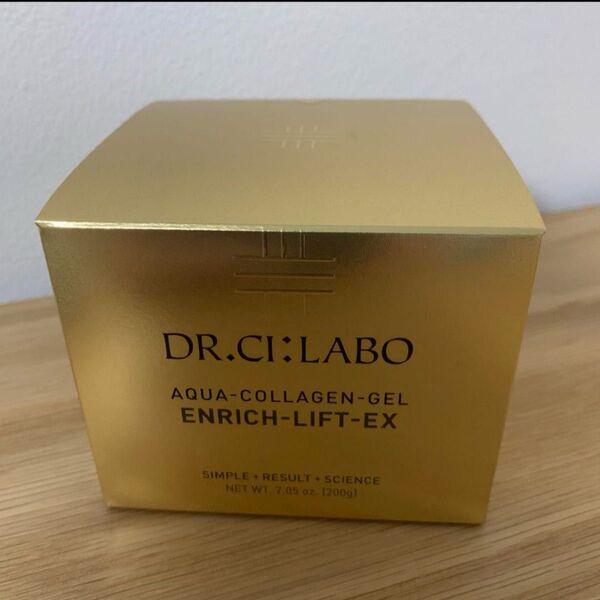 DR.CI:LABO
AQUA-COLLAGEN-GEL
ENRICH-LIFT-EX
SIMPLE + RESULT + SCIENCE
NET WT. 7.05 oz. [200g]